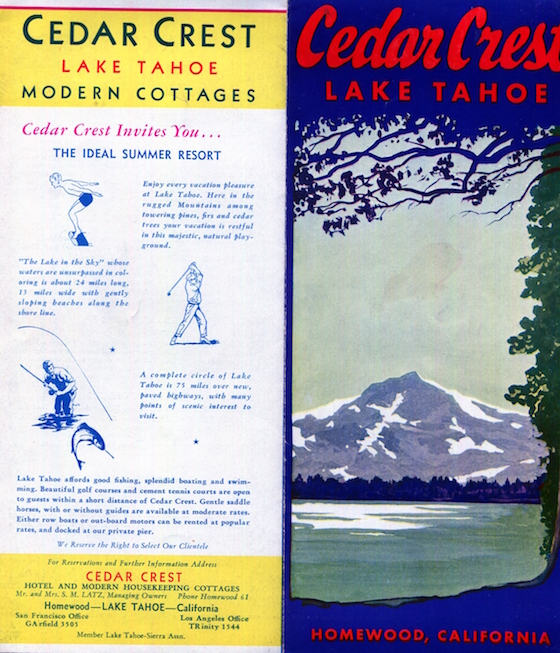 CEDAR CREST
LAKE TAHOE
MODERN COTTAGES
Cedar Crest Invites You...
THE IDEAL SUMMER RESORT
Enjoy every vacation pleasure
at Lake Tahoe. Here in the
rugged Mountains among
towering pines, firs and cedar
trees your vacation is restful
in this majestic, natural play-
ground.
"The Lake in the Sky" whose
waters are unsurpassed in col-
oring is about 24 miles long,
13 miles wide with gently
sloping beaches along the
shore line.
A complete circle of Lake
Tahoe is 75 miles over new,
paved highways, with many
points of scenic interest to
visit.
Lake Tahoe affords good fishing, splendid boating and swim-
ming. Beautiful golf courses and cement tennis courts are open
to guests within a short distance of Cedar Crest. Gentle saddle
horses, with or without guides are available at moderate rates.
Either row boats or out-board motors can be rented at popular
rates, and docked at our private pier.
We Reserve the Right to Select Our Clientele
For Reservations and Further Information Address
CEDAR CREST
HOTEL AND MODERN HOUSEKEEPING COTTAGES
Mr. and Mrs. S. M. LATZ, Managing Owners Phone Homewood 61
Homewood—LAKE TAHOE—California
San Francisco Office Los Angeles Office
GArfield 3503 TRinity 1544
Member Lake Tahoe-Sierra Assn.
Cedar Crest
LAKE TAHOE
HOMEWOOD, CALIFORNIA